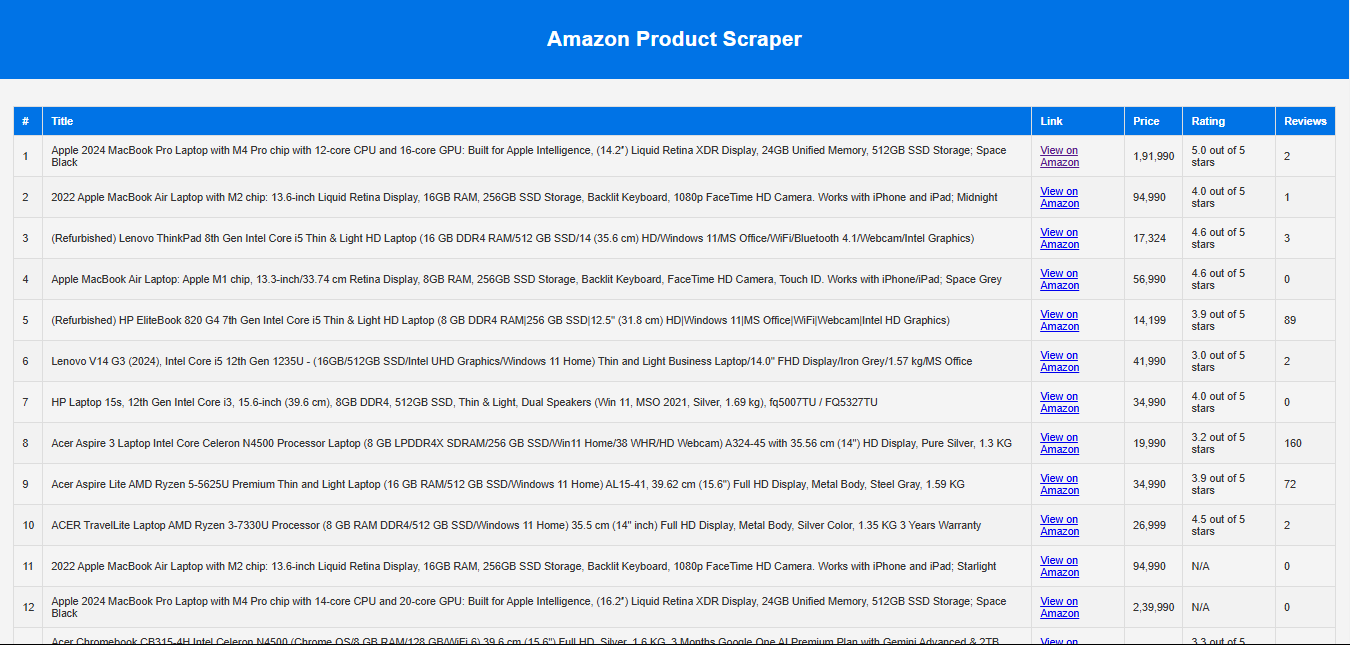 Amazon Product Scraper
# Title Link Price Rating Reviews
1 Apple 2024 MacBook Pro Laptop with M4 Pro chip with 12-core CPU and 16-core GPU: Built for Apple Intelligence, (14.2″) Liquid Retina XDR Display, 24GB Unified Memory, 512GB SSD Storage; Space
Black View on
Amazon 1,91,990 5.0 out of 5
stars 2
2 2022 Apple MacBook Air Laptop with M2 chip: 13.6-inch Liquid Retina Display, 16GB RAM, 256GB SSD Storage, Backlit Keyboard, 1080p FaceTime HD Camera. Works with iPhone and iPad; Midnight View on
Amazon 94,990 4.0 out of 5
stars 1
3 (Refurbished) Lenovo ThinkPad 8th Gen Intel Core i5 Thin & Light HD Laptop (16 GB DDR4 RAM/512 GB SSD/14 (35.6 cm) HD/Windows 11/MS Office/WiFi/Bluetooth 4.1/Webcam/Intel Graphics) View on
Amazon 17,324 4.6 out of 5
stars 3
4 Apple MacBook Air Laptop: Apple M1 chip, 13.3-inch/33.74 cm Retina Display, 8GB RAM, 256GB SSD Storage, Backlit Keyboard, FaceTime HD Camera, Touch ID. Works with iPhone/iPad; Space Grey View on
Amazon 56,990 4.6 out of 5
stars 0
5 (Refurbished) HP EliteBook 820 G4 7th Gen Intel Core i5 Thin & Light HD Laptop (8 GB DDR4 RAM|256 GB SSD|12.5" (31.8 cm) HD|Windows 11|MS Office|WiFi|Webcam|Intel HD Graphics) View on
Amazon 14,199 3.9 out of 5
stars 89
6 Lenovo V14 G3 (2024), Intel Core i5 12th Gen 1235U - (16GB/512GB SSD/Intel UHD Graphics/Windows 11 Home) Thin and Light Business Laptop/14.0" FHD Display/Iron Grey/1.57 kg/MS Office View on
Amazon 41,990 3.0 out of 5
stars 2
7 HP Laptop 15s, 12th Gen Intel Core i3, 15.6-inch (39.6 cm), 8GB DDR4, 512GB SSD, Thin & Light, Dual Speakers (Win 11, MSO 2021, Silver, 1.69 kg), fq5007TU / FQ5327TU View on
Amazon 34,990 4.0 out of 5
stars 0
8 Acer Aspire 3 Laptop Intel Core Celeron N4500 Processor Laptop (8 GB LPDDR4X SDRAM/256 GB SSD/Win11 Home/38 WHR/HD Webcam) A324-45 with 35.56 cm (14") HD Display, Pure Silver, 1.3 KG View on
Amazon 19,990 3.2 out of 5
stars 160
9 Acer Aspire Lite AMD Ryzen 5-5625U Premium Thin and Light Laptop (16 GB RAM/512 GB SSD/Windows 11 Home) AL15-41, 39.62 cm (15.6") Full HD Display, Metal Body, Steel Gray, 1.59 KG View on
Amazon 34,990 3.9 out of 5
stars 72
10 ACER TravelLite Laptop AMD Ryzen 3-7330U Processor (8 GB RAM DDR4/512 GB SSD/Windows 11 Home) 35.5 cm (14" inch) Full HD Display, Metal Body, Silver Color, 1.35 KG 3 Years Warranty View on
Amazon 26,999 4.5 out of 5
stars 2
11 2022 Apple MacBook Air Laptop with M2 chip: 13.6-inch Liquid Retina Display, 16GB RAM, 256GB SSD Storage, Backlit Keyboard, 1080p FaceTime HD Camera. Works with iPhone and iPad; Starlight View on
Amazon 94,990 N/A 0
12 Apple 2024 MacBook Pro Laptop with M4 Pro chip with 14-core CPU and 20-core GPU: Built for Apple Intelligence, (16.2″) Liquid Retina XDR Display, 24GB Unified Memory, 512GB SSD Storage; Space
Black View on
Amazon 2,39,990 N/A 0
Acer Chromebook CB315-4H Intel Celeron N4500 (Chrome OS/8 GB RAM/128 GB/WiFi 6) 39.6 cm (15.6") Full HD, Silver, 1.6 KG, 3 Months Google One AI Premium Plan with Gemini Advanced & 2TB View on 3.3 out of 5